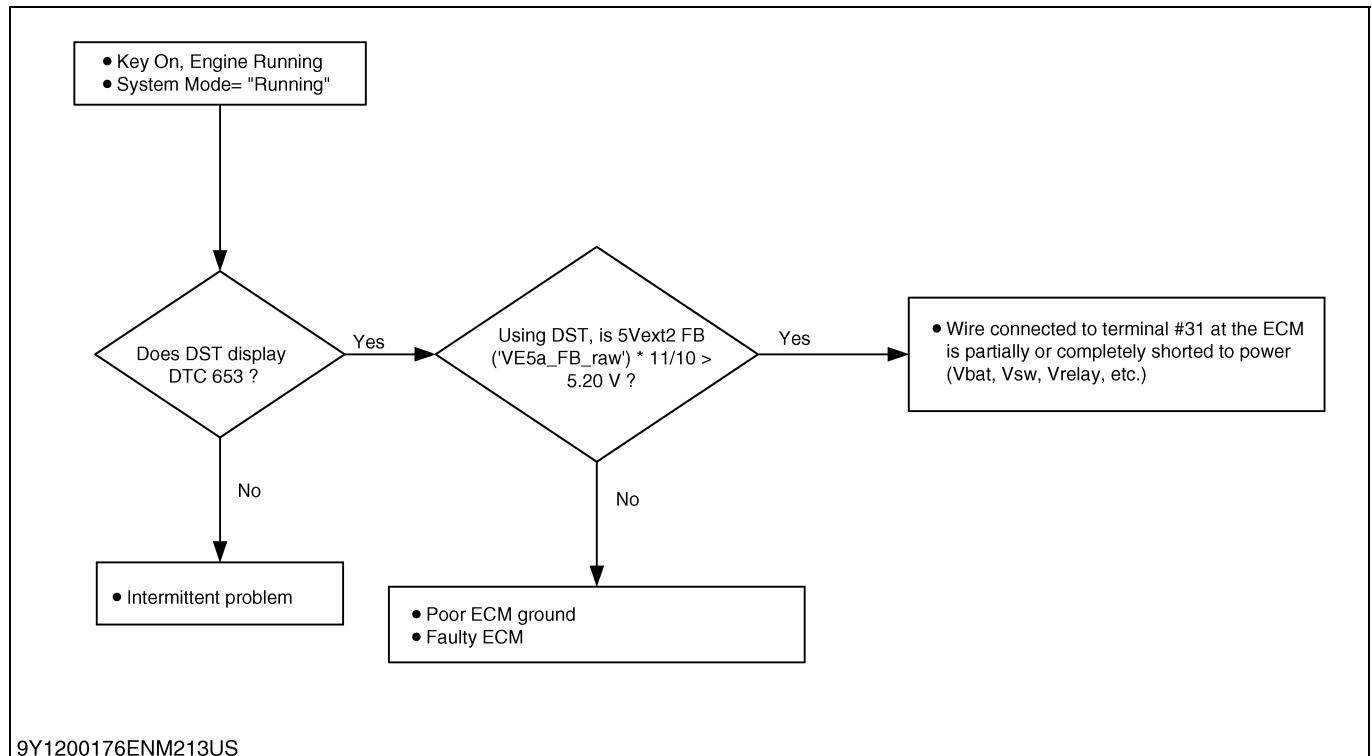 ● Key On, Engine Running
● System Mode= "Running"
Does DST display
DTC 653 ?
Yes
No
● Intermittent problem
Using DST, is 5Vext2 FB
('VE5a_FB_raw') * 11/10 >
5.20 V ?
Yes
No
● Wire connected to terminal #31 at the ECM
is partially or completely shorted to power
(Vbat, Vsw, Vrelay, etc.)
● Poor ECM ground
● Faulty ECM
9Y1200176ENM213US